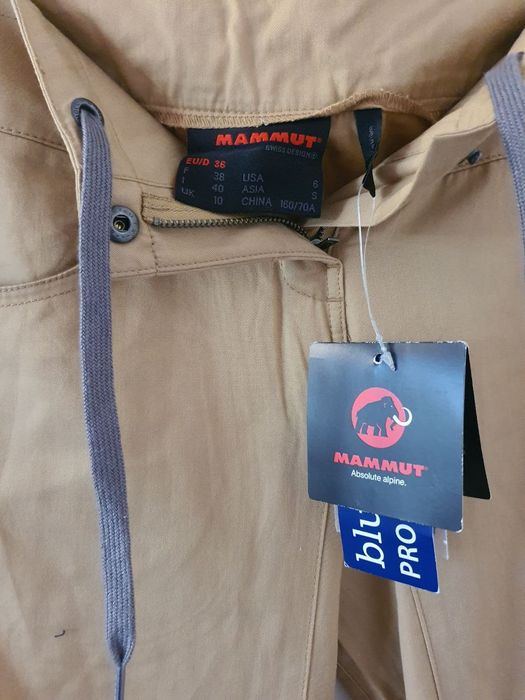 MAMMUT®
SWISS DESIGN
EU/D 36
F 38 USA 6
I 40 ASIA S
UK 10 CHINA 160/70A
MAMMUT®
Absolute alpine.
blu
PRO